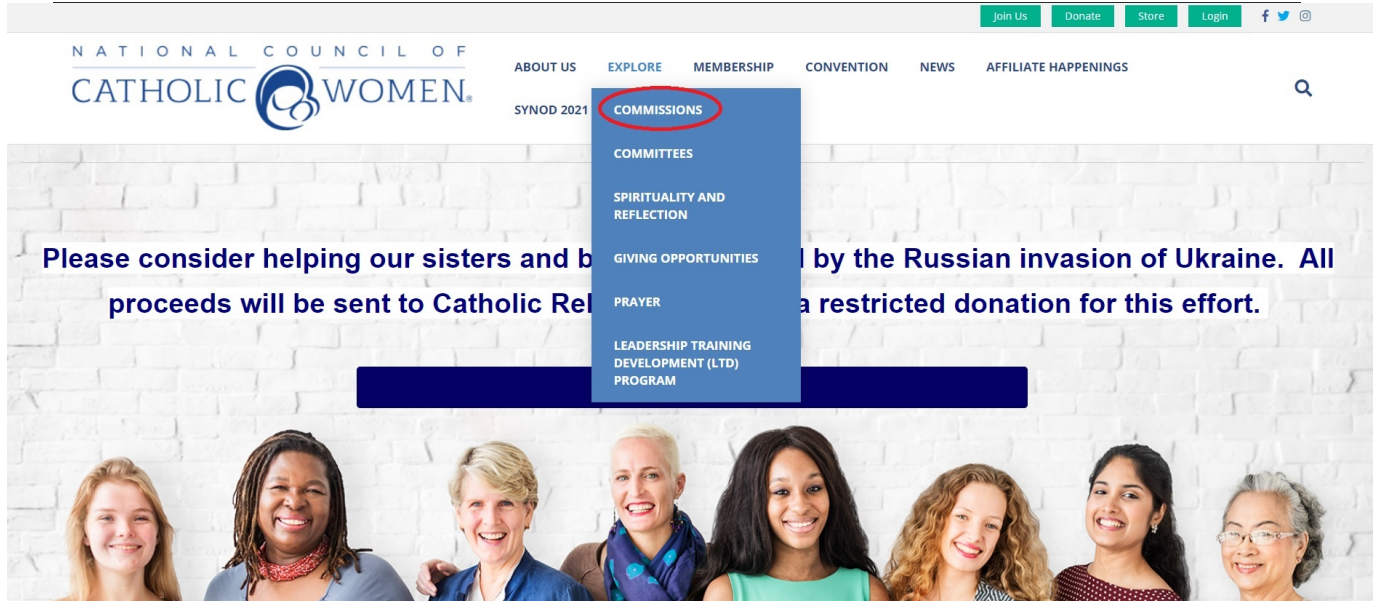 Join Us Donate Store Login
NATIONAL COUNCIL OF
CATHOLIC WOMEN®
ABOUT US EXPLORE MEMBERSHIP CONVENTION NEWS AFFILIATE HAPPENINGS
SYNOD 2021
COMMISSIONS
COMMITTEES
SPIRITUALITY AND
REFLECTION
GIVING OPPORTUNITIES
PRAYER
LEADERSHIP TRAINING
DEVELOPMENT (LTD)
PROGRAM
Please consider helping our sisters and by the Russian invasion of Ukraine. All
proceeds will be sent to Catholic a restricted donation for this effort.